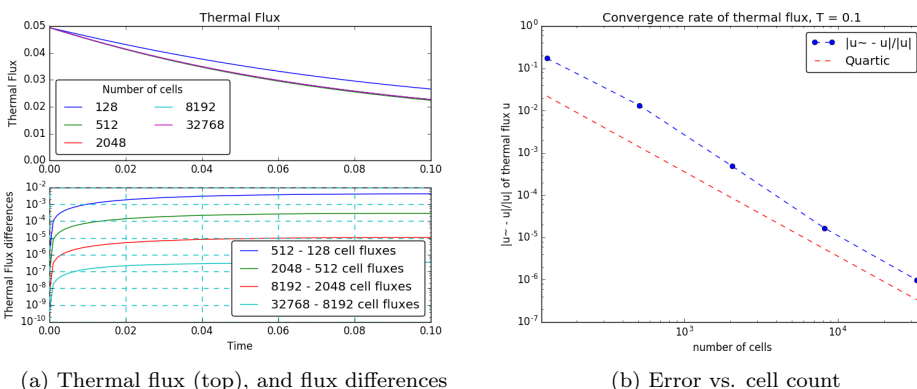 Thermal Flux
Thermal Flux
0.05
0.04
0.03
0.02
0.01
0.00
Number of cells
128
512
2048
8192
32768
0.00 0.02 0.04 0.06 0.08 0.10
Thermal Flux differences
10^-2
10^-3
10^-4
10^-5
10^-6
10^-7
10^-8
10^-9
10^-10
512 - 128 cell fluxes
2048 - 512 cell fluxes
8192 - 2048 cell fluxes
32768 - 8192 cell fluxes
0.00 0.02 0.04 0.06 0.08 0.10
Time
(a) Thermal flux (top), and flux differences
Convergence rate of thermal flux, T = 0.1
|u~ - u|/|u| of thermal flux u
10^0
10^-1
10^-2
10^-3
10^-4
10^-5
10^-6
10^-7
|u~ - u|/|u|
Quartic
10^3 10^4
number of cells
(b) Error vs. cell count